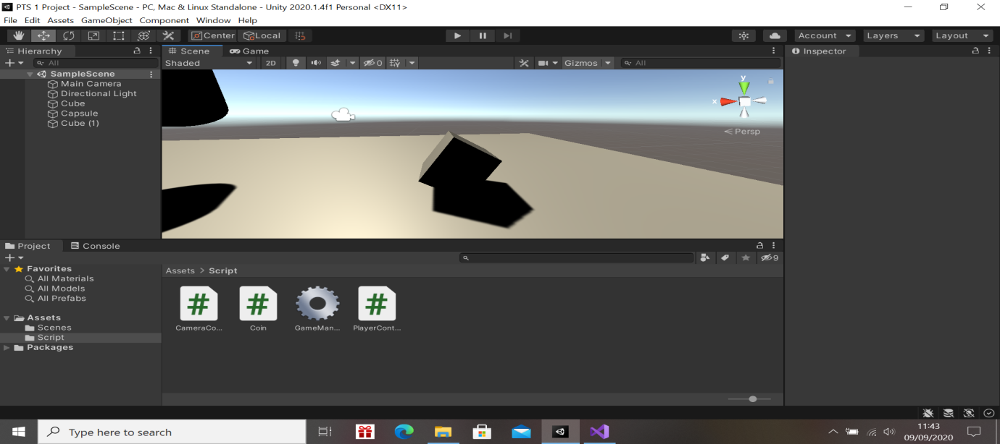 PTS 1 Project - SampleScene - PC, Mac & Linux Standalone - Unity 2020.1.4f1 Personal <DX11>
File Edit Assets GameObject Component Window Help
Center Local Account Layers Layout
Hierarchy
All
SampleScene
Main Camera
Directional Light
Cube
Capsule
Cube (1)
Scene Game
Shaded 2D 0 Gizmos All
y
x
Persp
Inspector
Project Console
9
Favorites
All Materials
All Models
All Prefabs
Assets
Scenes
Script
Packages
Assets > Script
CameraCo... Coin GameMan... PlayerCont...
Type here to search
11:43
09/09/2020